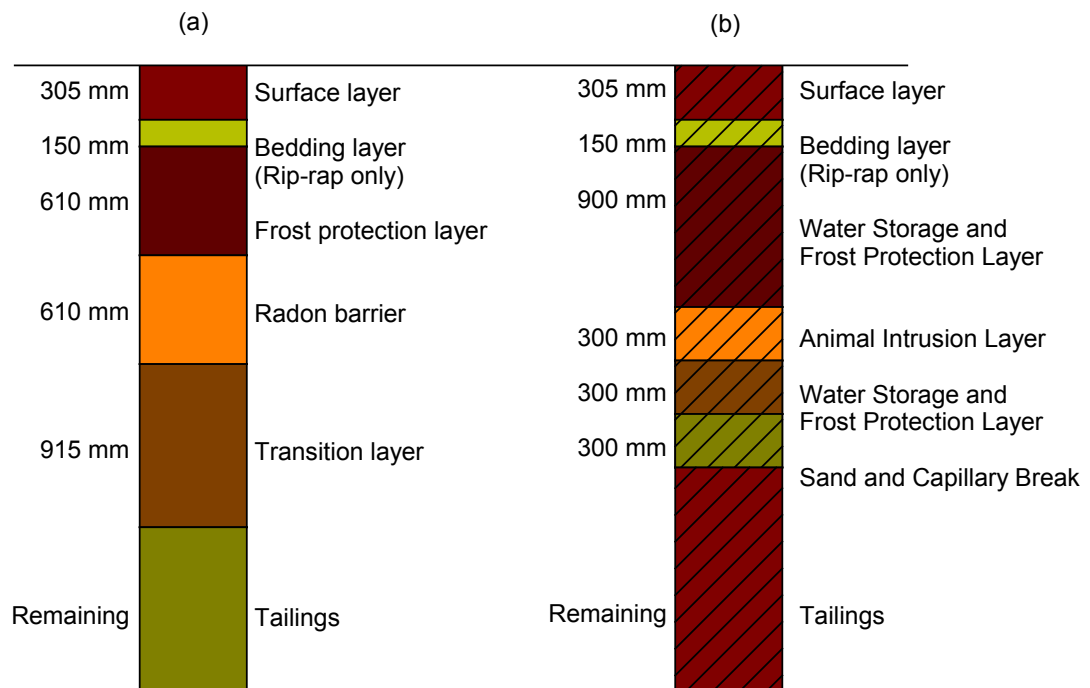 (a)
305 mm
Surface layer
150 mm
Bedding layer
(Rip-rap only)
610 mm
Frost protection layer
610 mm
Radon barrier
915 mm
Transition layer
Remaining
Tailings
(b)
305 mm
Surface layer
150 mm
Bedding layer
(Rip-rap only)
900 mm
Water Storage and
Frost Protection Layer
300 mm
Animal Intrusion Layer
300 mm
Water Storage and
Frost Protection Layer
300 mm
Sand and Capillary Break
Remaining
Tailings